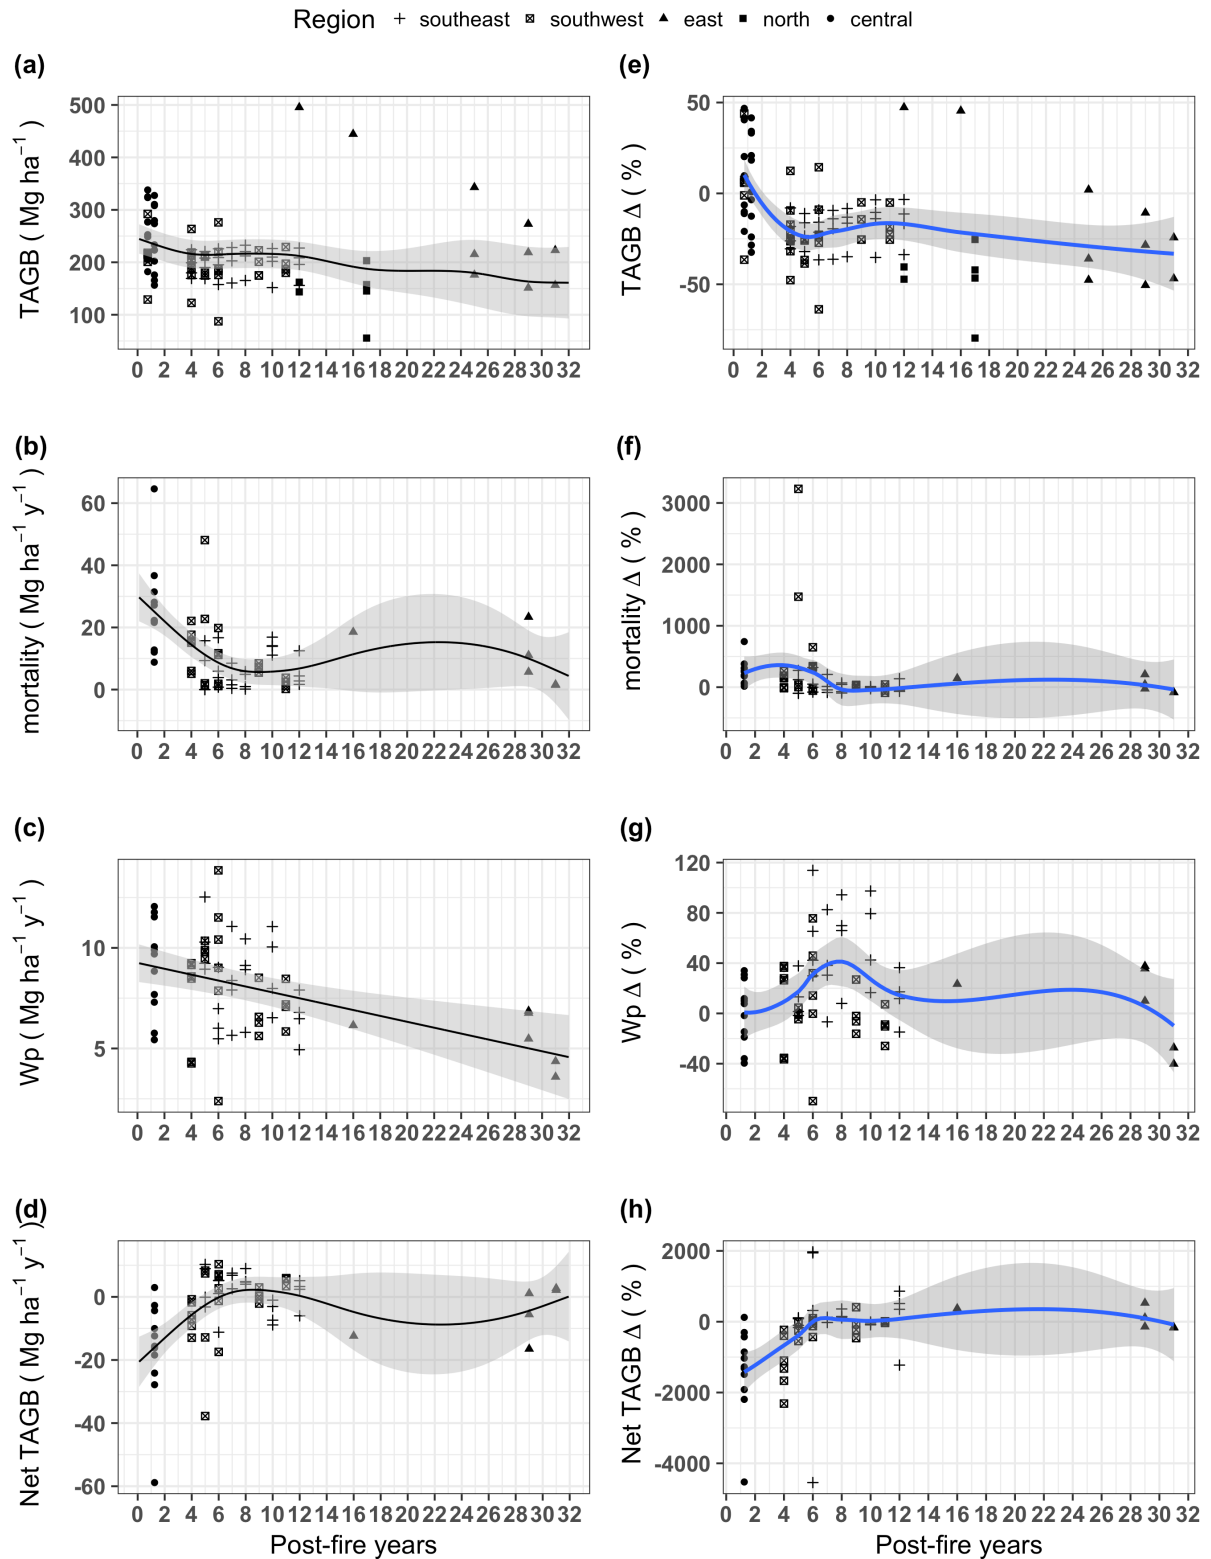 Region southeast southwest east north central
(a)
TAGB ( Mg ha⁻¹ )
500
400
300
200
100
0 2 4 6 8 10 12 14 16 18 20 22 24 26 28 30 32
(e)
TAGB Δ ( % )
50
0
-50
0 2 4 6 8 10 12 14 16 18 20 22 24 26 28 30 32
(b)
mortality ( Mg ha⁻¹ y⁻¹ )
60
40
20
0
0 2 4 6 8 10 12 14 16 18 20 22 24 26 28 30 32
(f)
mortality Δ ( % )
3000
2000
1000
0
0 2 4 6 8 10 12 14 16 18 20 22 24 26 28 30 32
(c)
Wp ( Mg ha⁻¹ y⁻¹ )
10
5
0 2 4 6 8 10 12 14 16 18 20 22 24 26 28 30 32
(g)
Wp Δ ( % )
120
80
40
0
-40
0 2 4 6 8 10 12 14 16 18 20 22 24 26 28 30 32
(d)
Net TAGB ( Mg ha⁻¹ y⁻¹ )
0
-20
-40
-60
0 2 4 6 8 10 12 14 16 18 20 22 24 26 28 30 32
Post-fire years
(h)
Net TAGB Δ ( % )
2000
0
-2000
-4000
0 2 4 6 8 10 12 14 16 18 20 22 24 26 28 30 32
Post-fire years